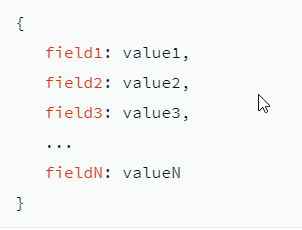 {
field1: value1,
field2: value2,
field3: value3,
...
fieldN: valueN
}